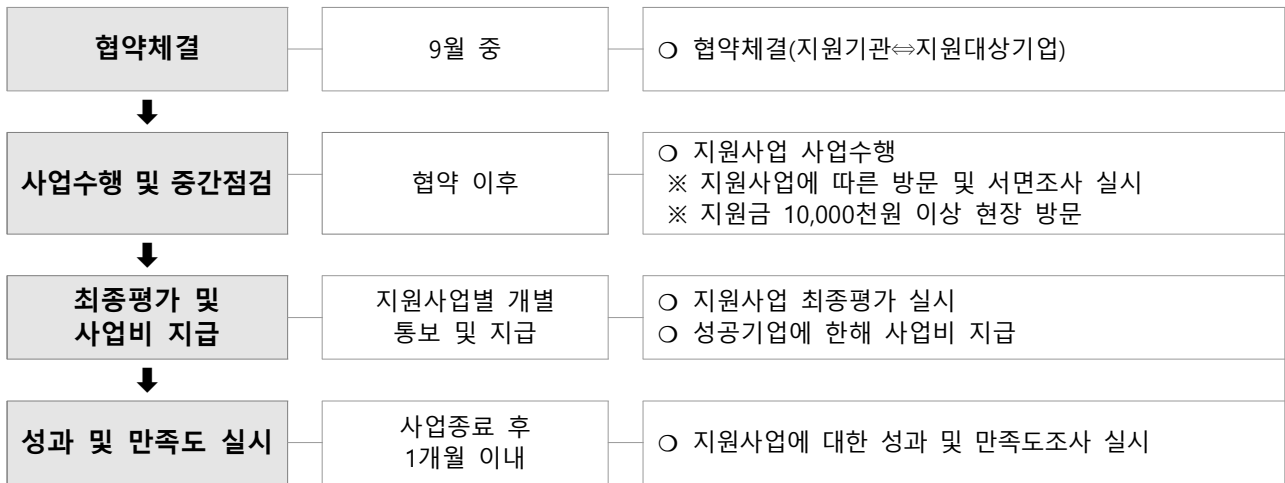 협약체결
9월 중
❍ 협약체결(지원기관⇔지원대상기업)
사업수행 및 중간점검
협약 이후
❍ 지원사업 사업수행
※ 지원사업에 따른 방문 및 서면조사 실시
※ 지원금 10,000천원 이상 현장 방문
최종평가 및
사업비 지급
지원사업별 개별
통보 및 지급
❍ 지원사업 최종평가 실시
❍ 성공기업에 한해 사업비 지급
성과 및 만족도 실시
사업종료 후
1개월 이내
❍ 지원사업에 대한 성과 및 만족도조사 실시